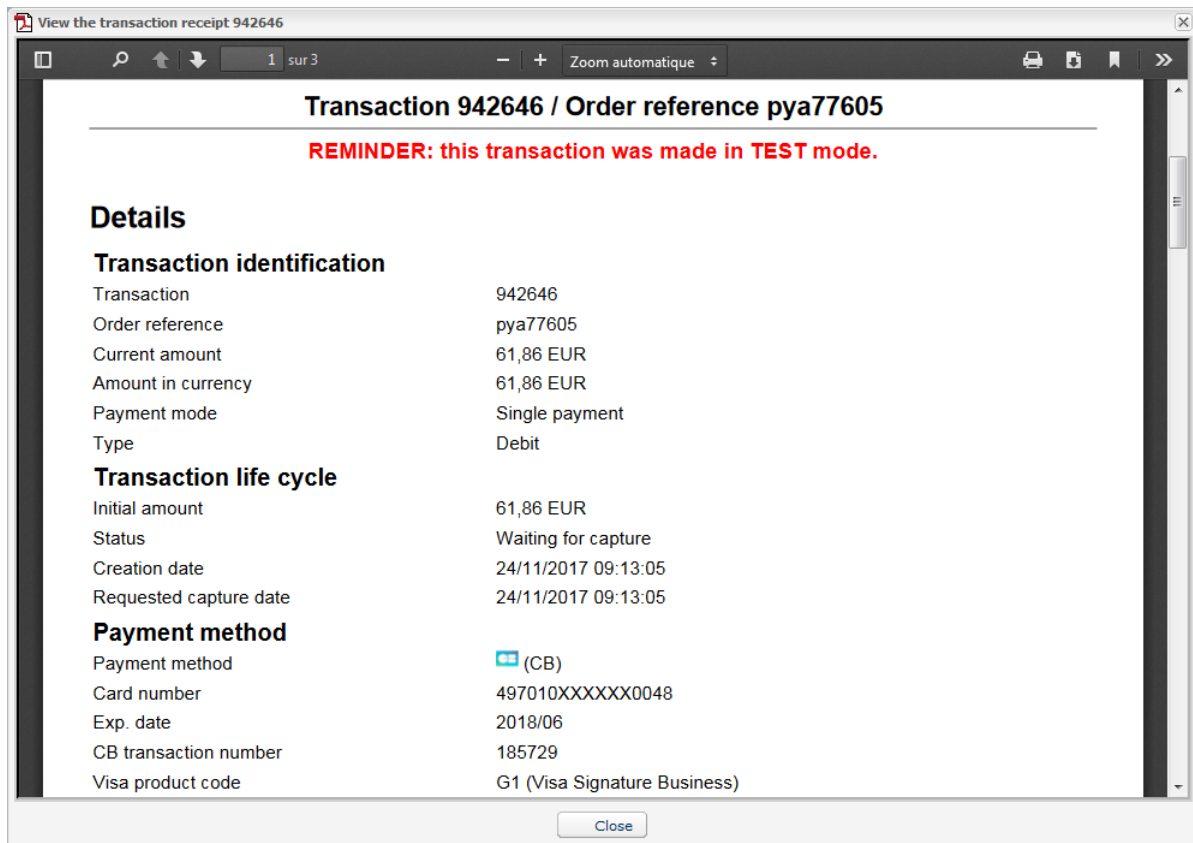 View the transaction receipt 942646
1 sur 3 Zoom automatique
Transaction 942646 / Order reference pya77605
REMINDER: this transaction was made in TEST mode.
Details
Transaction identification
Transaction 942646
Order reference pya77605
Current amount 61,86 EUR
Amount in currency 61,86 EUR
Payment mode Single payment
Type Debit
Transaction life cycle
Initial amount 61,86 EUR
Status Waiting for capture
Creation date 24/11/2017 09:13:05
Requested capture date 24/11/2017 09:13:05
Payment method
Payment method (CB)
Card number 497010XXXXXX0048
Exp. date 2018/06
CB transaction number 185729
Visa product code G1 (Visa Signature Business)
Close